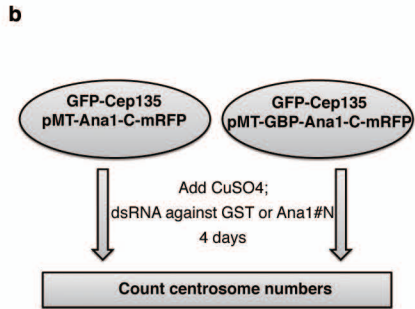 b
GFP-Cep135
pMT-Ana1-C-mRFP
GFP-Cep135
pMT-GBP-Ana1-C-mRFP
Add CuSO4;
dsRNA against GST or Ana1#N
4 days
Count centrosome numbers